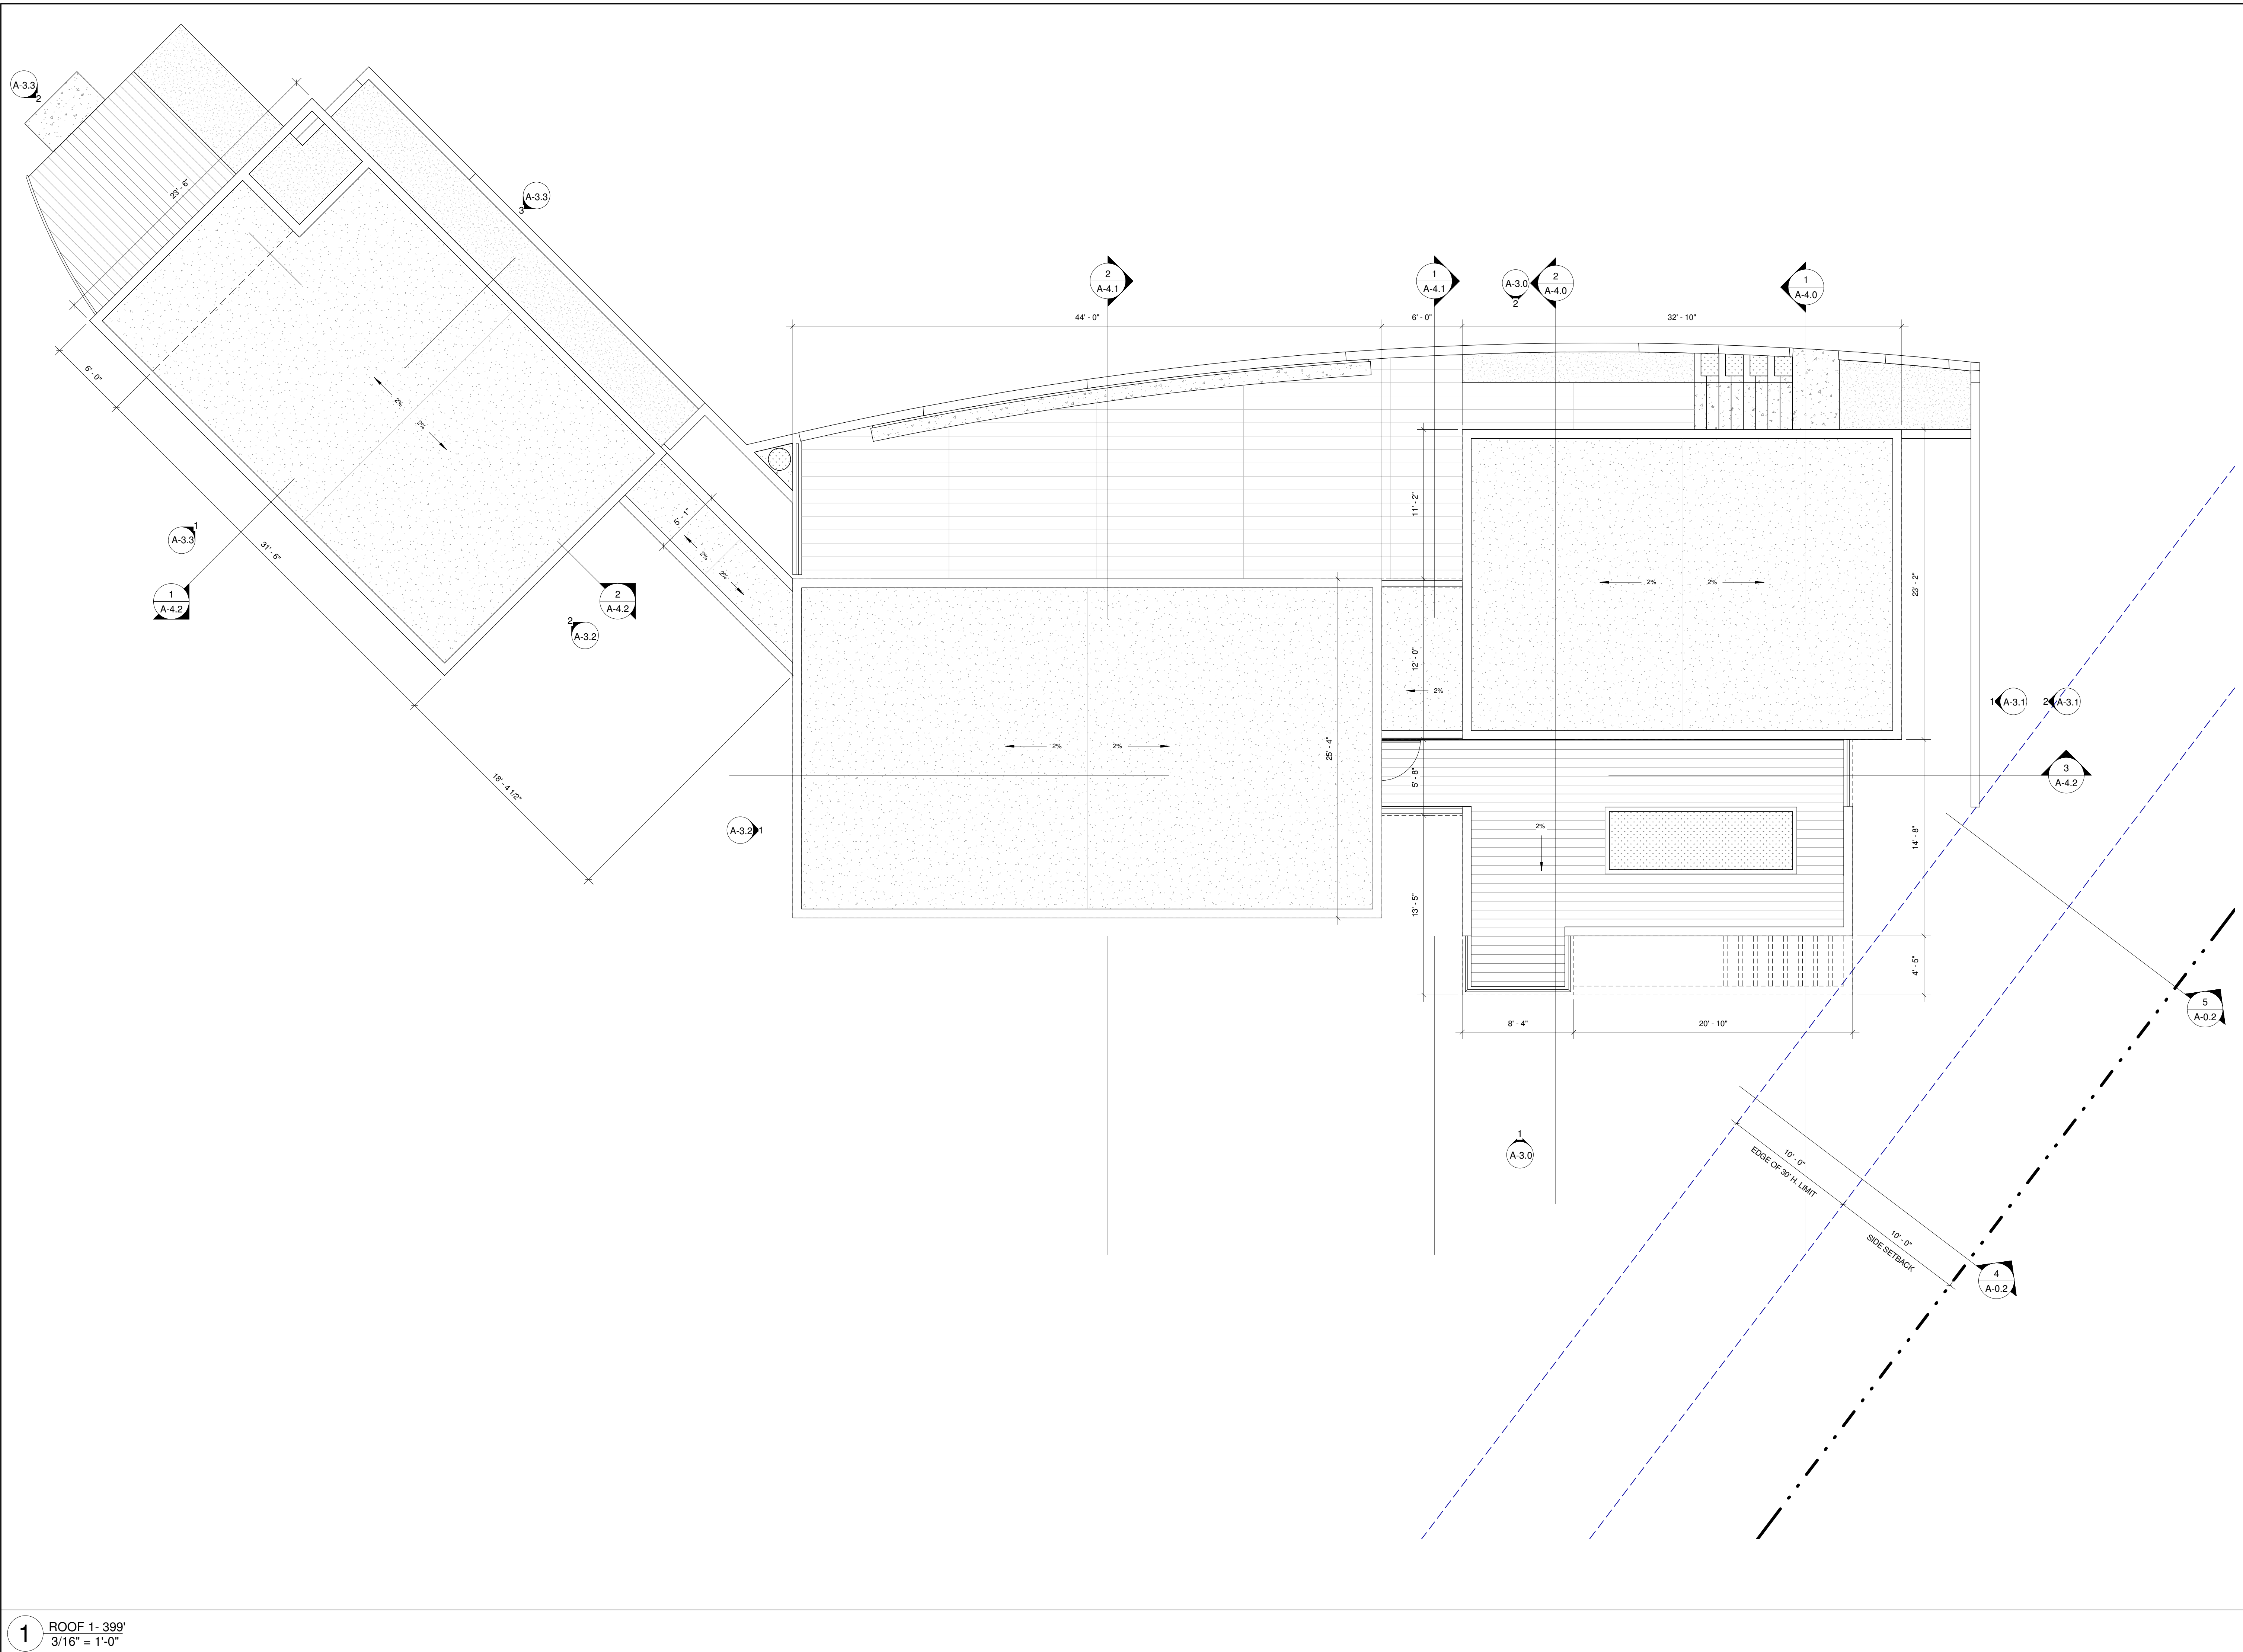 A-3.3
2
23' - 6"
A-3.3
3
6' - 0"
2%
2%
31' - 6"
A-3.3
1
1
A-4.2
2
A-4.2
2
A-3.2
5' - 1"
2%
2%
18' - 4 1/2"
A-3.2
1
2
A-4.1
1
A-4.1
A-3.0
2
2
A-4.0
1
A-4.0
44' - 0"
6' - 0"
32' - 10"
11' - 2"
12' - 0"
2%
2%
2%
23' - 2"
2%
2%
25' - 4"
5' - 8"
13' - 5"
2%
14' - 8"
4' - 5"
8' - 4"
20' - 10"
1
A-3.1
2
A-3.1
3
A-4.2
5
A-0.2
1
A-3.0
10' - 0"
EDGE OF 30' H. LIMIT
10' - 0"
SIDE SETBACK
4
A-0.2
1
ROOF 1- 399'
3/16" = 1'-0"